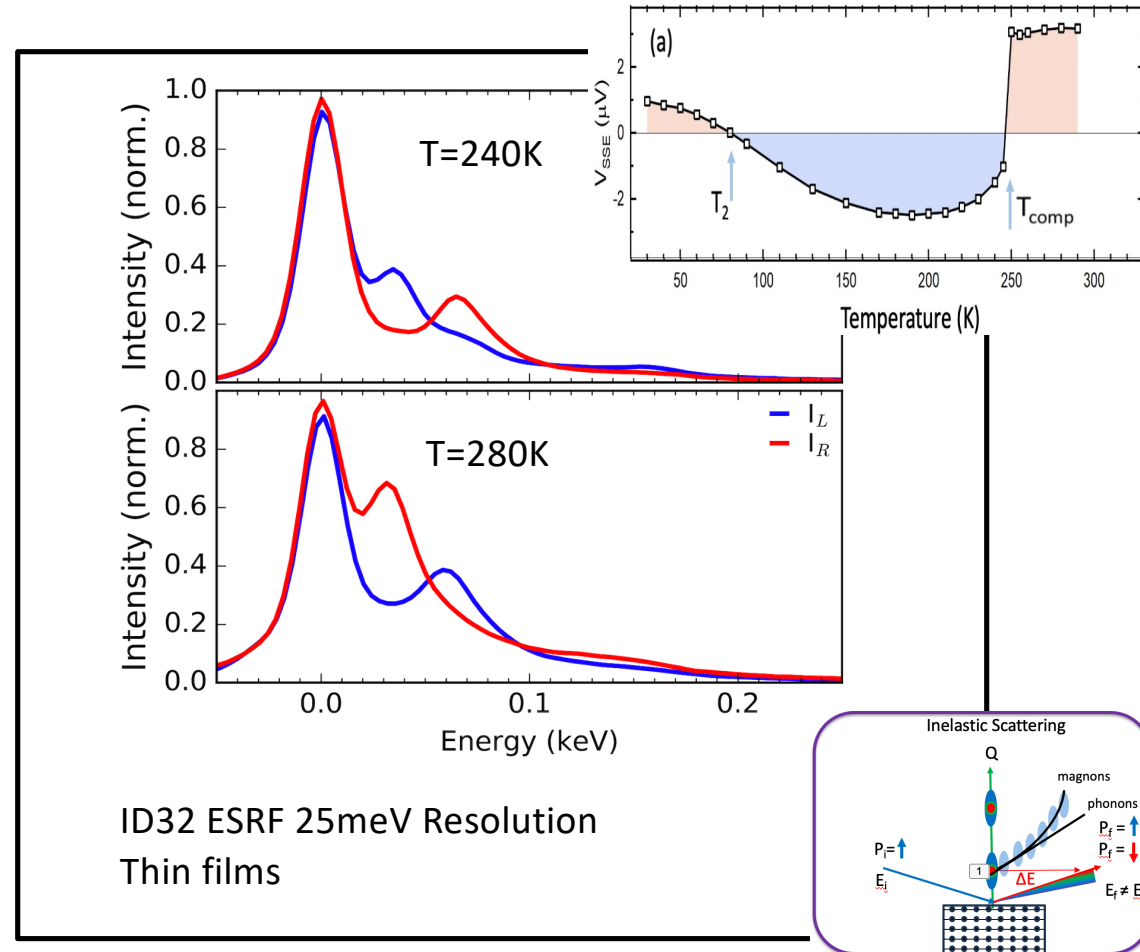 1.0
0.8
0.6
0.4
0.2
0.0
Intensity (norm.)
T=240K
0.8
0.6
0.4
0.2
0.0
Intensity (norm.)
T=280K
I_L
I_R
0.0 0.1 0.2
Energy (keV)
(a)
2
0
-2
V_SSE (µV)
T_2
T_comp
50 100 150 200 250 300
Temperature (K)
ID32 ESRF 25meV Resolution
Thin films
Inelastic Scattering
Q
magnons
phonons
P_f =
P_f =
P_i=
E_i
1
ΔE
E_f ≠ E